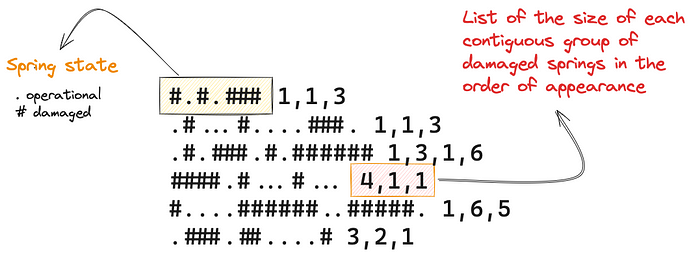 List of the size of each
contiguous group of
damaged springs in the
order of appearance
Spring state
. operational
# damaged
#.#.### 1,1,3
.#...#....###. 1,1,3
.#.###.#.###### 1,3,1,6
####.#...#... 4,1,1
#....######..#####. 1,6,5
.###.##....# 3,2,1